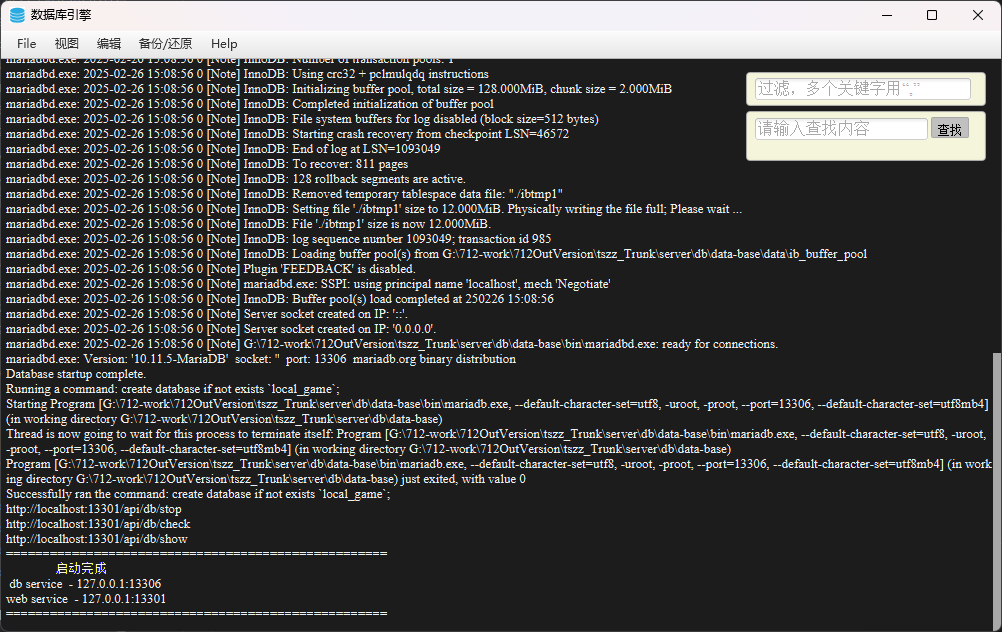 数据库引擎
File 视图 编辑 备份/还原 Help
mariadbd.exe: 2025-02-26 15:08:56 0 [Note] InnoDB: Number of transaction pools: 1
mariadbd.exe: 2025-02-26 15:08:56 0 [Note] InnoDB: Using crc32 + pclmulqdq instructions
过滤，多个关键字用“,”
mariadbd.exe: 2025-02-26 15:08:56 0 [Note] InnoDB: Initializing buffer pool, total size = 128.000MiB, chunk size = 2.000MiB
mariadbd.exe: 2025-02-26 15:08:56 0 [Note] InnoDB: Completed initialization of buffer pool
mariadbd.exe: 2025-02-26 15:08:56 0 [Note] InnoDB: File system buffers for log disabled (block size=512 bytes)
请输入查找内容 查找
mariadbd.exe: 2025-02-26 15:08:56 0 [Note] InnoDB: Starting crash recovery from checkpoint LSN=46572
mariadbd.exe: 2025-02-26 15:08:56 0 [Note] InnoDB: End of log at LSN=1093049
mariadbd.exe: 2025-02-26 15:08:56 0 [Note] InnoDB: To recover: 811 pages
mariadbd.exe: 2025-02-26 15:08:56 0 [Note] InnoDB: 128 rollback segments are active.
mariadbd.exe: 2025-02-26 15:08:56 0 [Note] InnoDB: Removed temporary tablespace data file: "./ibtmp1"
mariadbd.exe: 2025-02-26 15:08:56 0 [Note] InnoDB: Setting file './ibtmp1' size to 12.000MiB. Physically writing the file full; Please wait ...
mariadbd.exe: 2025-02-26 15:08:56 0 [Note] InnoDB: File './ibtmp1' size is now 12.000MiB.
mariadbd.exe: 2025-02-26 15:08:56 0 [Note] InnoDB: log sequence number 1093049; transaction id 985
mariadbd.exe: 2025-02-26 15:08:56 0 [Note] InnoDB: Loading buffer pool(s) from G:\712-work\712OutVersion\tszz_Trunk\server\db\data-base\data\ib_buffer_pool
mariadbd.exe: 2025-02-26 15:08:56 0 [Note] Plugin 'FEEDBACK' is disabled.
mariadbd.exe: 2025-02-26 15:08:56 0 [Note] mariadbd.exe: SSPI: using principal name 'localhost', mech 'Negotiate'
mariadbd.exe: 2025-02-26 15:08:56 0 [Note] InnoDB: Buffer pool(s) load completed at 250226 15:08:56
mariadbd.exe: 2025-02-26 15:08:56 0 [Note] Server socket created on IP: '::'.
mariadbd.exe: 2025-02-26 15:08:56 0 [Note] Server socket created on IP: '0.0.0.0'.
mariadbd.exe: 2025-02-26 15:08:56 0 [Note] G:\712-work\712OutVersion\tszz_Trunk\server\db\data-base\bin\mariadbd.exe: ready for connections.
mariadbd.exe: Version: '10.11.5-MariaDB'  socket: ''  port: 13306  mariadb.org binary distribution
Database startup complete.
Running a command: create database if not exists `local_game`;
Starting Program [G:\712-work\712OutVersion\tszz_Trunk\server\db\data-base\bin\mariadb.exe, --default-character-set=utf8, -uroot, -proot, --port=13306, --default-character-set=utf8mb4]
(in working directory G:\712-work\712OutVersion\tszz_Trunk\server\db\data-base)
Thread is now going to wait for this process to terminate itself: Program [G:\712-work\712OutVersion\tszz_Trunk\server\db\data-base\bin\mariadb.exe, --default-character-set=utf8, -uroot,
-proot, --port=13306, --default-character-set=utf8mb4] (in working directory G:\712-work\712OutVersion\tszz_Trunk\server\db\data-base)
Program [G:\712-work\712OutVersion\tszz_Trunk\server\db\data-base\bin\mariadb.exe, --default-character-set=utf8, -uroot, -proot, --port=13306, --default-character-set=utf8mb4] (in work
ing directory G:\712-work\712OutVersion\tszz_Trunk\server\db\data-base) just exited, with value 0
Successfully ran the command: create database if not exists `local_game`;
http://localhost:13301/api/db/stop
http://localhost:13301/api/db/check
http://localhost:13301/api/db/show
====================================================
启动完成
db service  - 127.0.0.1:13306
web service  - 127.0.0.1:13301
====================================================